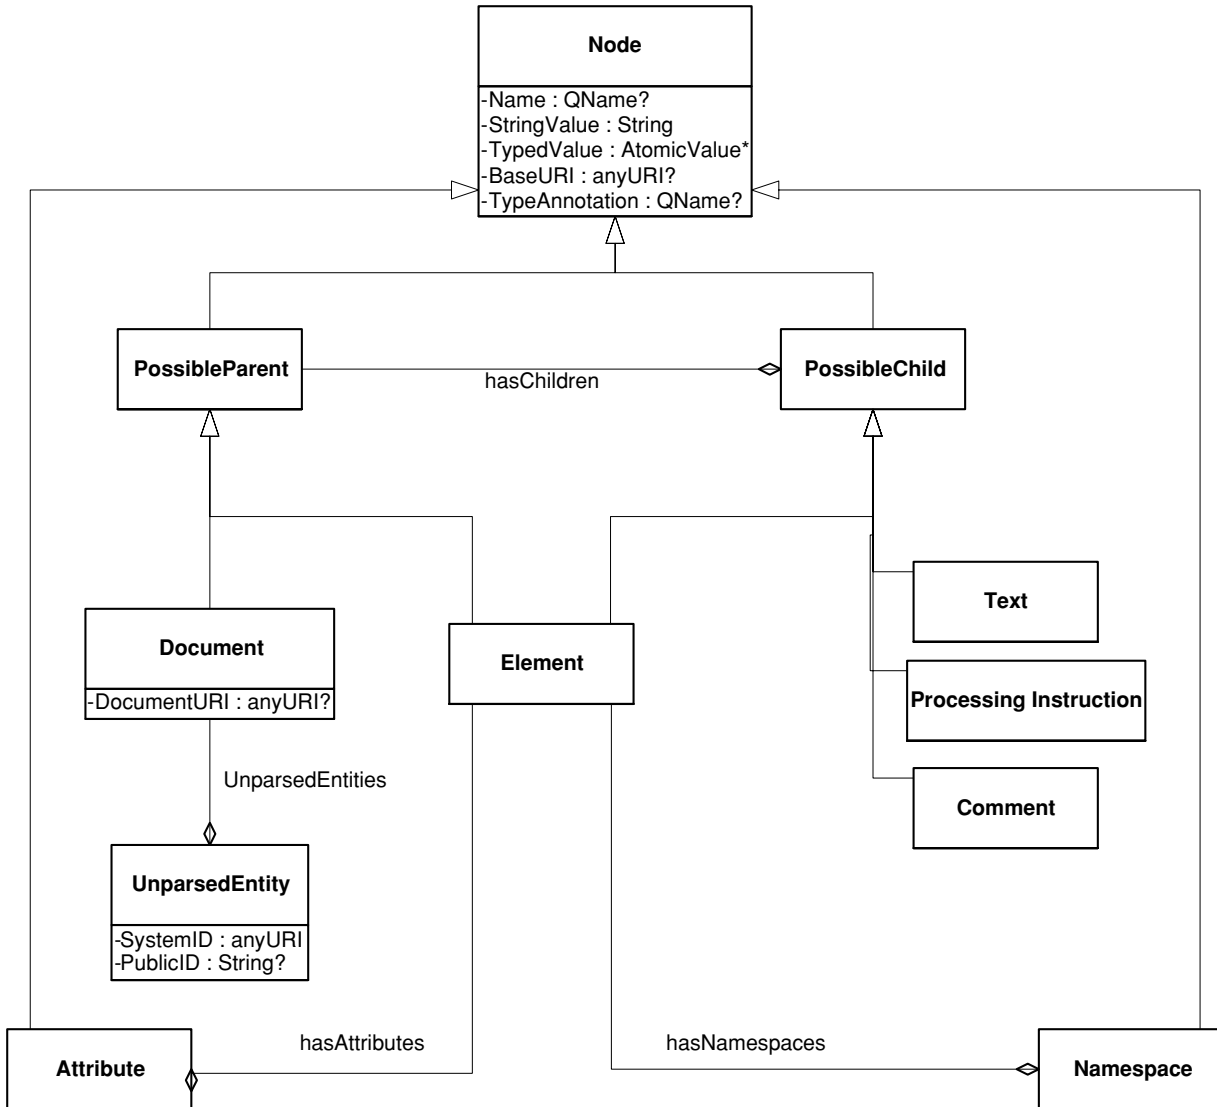 Node
-Name : QName?
-StringValue : String
-TypedValue : AtomicValue*
-BaseURI : anyURI?
-TypeAnnotation : QName?
PossibleParent
hasChildren
PossibleChild
Text
Document
-DocumentURI : anyURI?
Element
Processing Instruction
UnparsedEntities
Comment
UnparsedEntity
-SystemID : anyURI
-PublicID : String?
hasAttributes
hasNamespaces
Attribute
Namespace